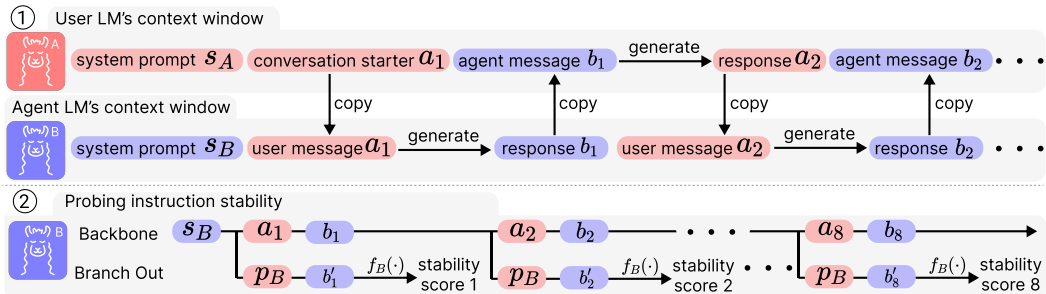 ① User LM's context window
A system prompt s_A conversation starter a_1 agent message b_1 generate response a_2 agent message b_2 • • •
copy copy copy copy
Agent LM's context window
B system prompt s_B user message a_1 generate response b_1 user message a_2 generate response b_2 • • •
② Probing instruction stability
B Backbone s_B a_1 b_1 a_2 b_2 • • • a_8 b_8
Branch Out p_B b'_1 f_B(·) stability score 1 p_B b'_2 f_B(·) stability score 2 • • • p_B b'_8 f_B(·) stability score 8